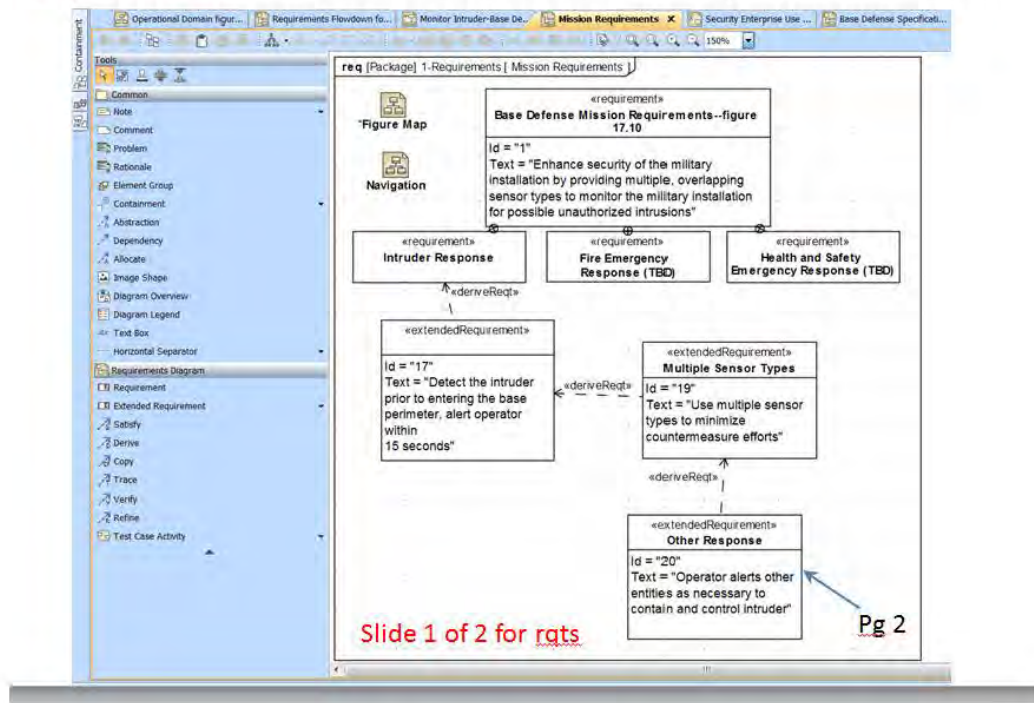 Operational Domain figur...
Requirements Flowdown fo...
Monitor Intruder-Base De...
Mission Requirements
Security Enterprise Use ...
Base Defense Specificati...
Containment
150%
Tools
Common
Note
Comment
Problem
Rationale
Element Group
Containment
Abstraction
Dependency
Allocate
Image Shape
Diagram Overview
Diagram Legend
Text Box
Horizontal Separator
Requirements Diagram
Requirement
Extended Requirement
Satisfy
Derive
Copy
Trace
Verify
Refine
Test Case Activity
req [Package] 1-Requirements [ Mission Requirements ]
"Figure Map
Navigation
«requirement»
Base Defense Mission Requirements--figure
17.10
Id = "1"
Text = "Enhance security of the military
installation by providing multiple, overlapping
sensor types to monitor the military installation
for possible unauthorized intrusions"
«requirement»
Intruder Response
«requirement»
Fire Emergency
Response (TBD)
«requirement»
Health and Safety
Emergency Response (TBD)
«deriveReqt»
«extendedRequirement»
Id = "17"
Text = "Detect the intruder
prior to entering the base
perimeter, alert operator
within
15 seconds"
«deriveReqt»
«extendedRequirement»
Multiple Sensor Types
Id = "19"
Text = "Use multiple sensor
types to minimize
countermeasure efforts"
«deriveReqt»
«extendedRequirement»
Other Response
Id = "20"
Text = "Operator alerts other
entities as necessary to
contain and control intruder"
Pg 2
Slide 1 of 2 for rqts